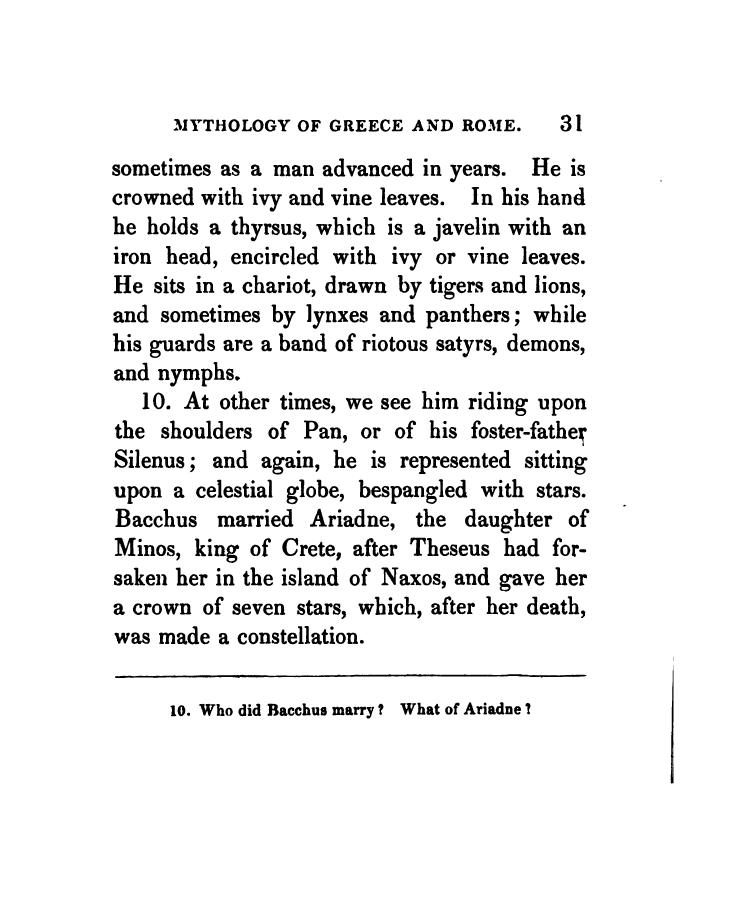 MYTHOLOGY OF GREECE AND ROME. 31
sometimes as a man advanced in years. He is
crowned with ivy and vine leaves. In his hand
he holds a thyrsus, which is a javelin with an
iron head, encircled with ivy or vine leaves.
He sits in a chariot, drawn by tigers and lions,
and sometimes by lynxes and panthers; while
his guards are a band of riotous satyrs, demons,
and nymphs.
10. At other times, we see him riding upon
the shoulders of Pan, or of his foster-father
Silenus; and again, he is represented sitting
upon a celestial globe, bespangled with stars.
Bacchus married Ariadne, the daughter of
Minos, king of Crete, after Theseus had for-
saken her in the island of Naxos, and gave her
a crown of seven stars, which, after her death,
was made a constellation.
10. Who did Bacchus marry? What of Ariadne?